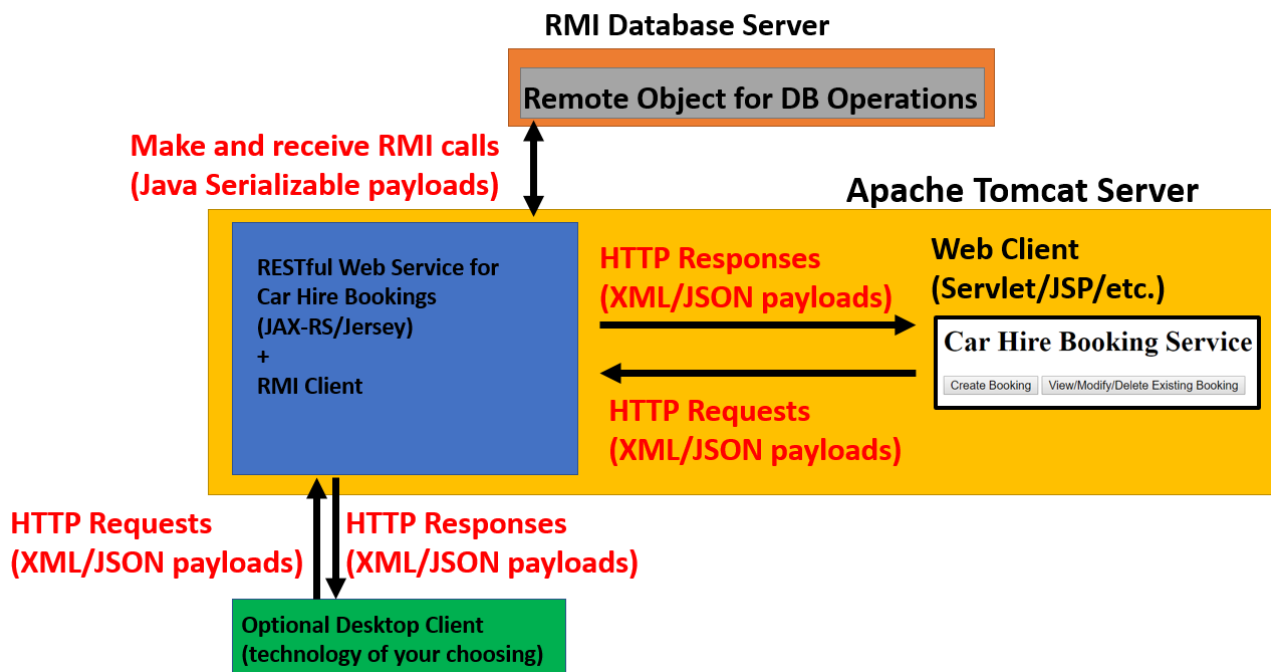 RMI Database Server
Remote Object for DB Operations
Make and receive RMI calls
(Java Serializable payloads)
Apache Tomcat Server
RESTful Web Service for
Car Hire Bookings
(JAX-RS/Jersey)
+
RMI Client
HTTP Responses
(XML/JSON payloads)
Web Client
(Servlet/JSP/etc.)
Car Hire Booking Service
Create Booking
View/Modify/Delete Existing Booking
HTTP Requests
(XML/JSON payloads)
HTTP Requests
(XML/JSON payloads)
HTTP Responses
(XML/JSON payloads)
Optional Desktop Client
(technology of your choosing)